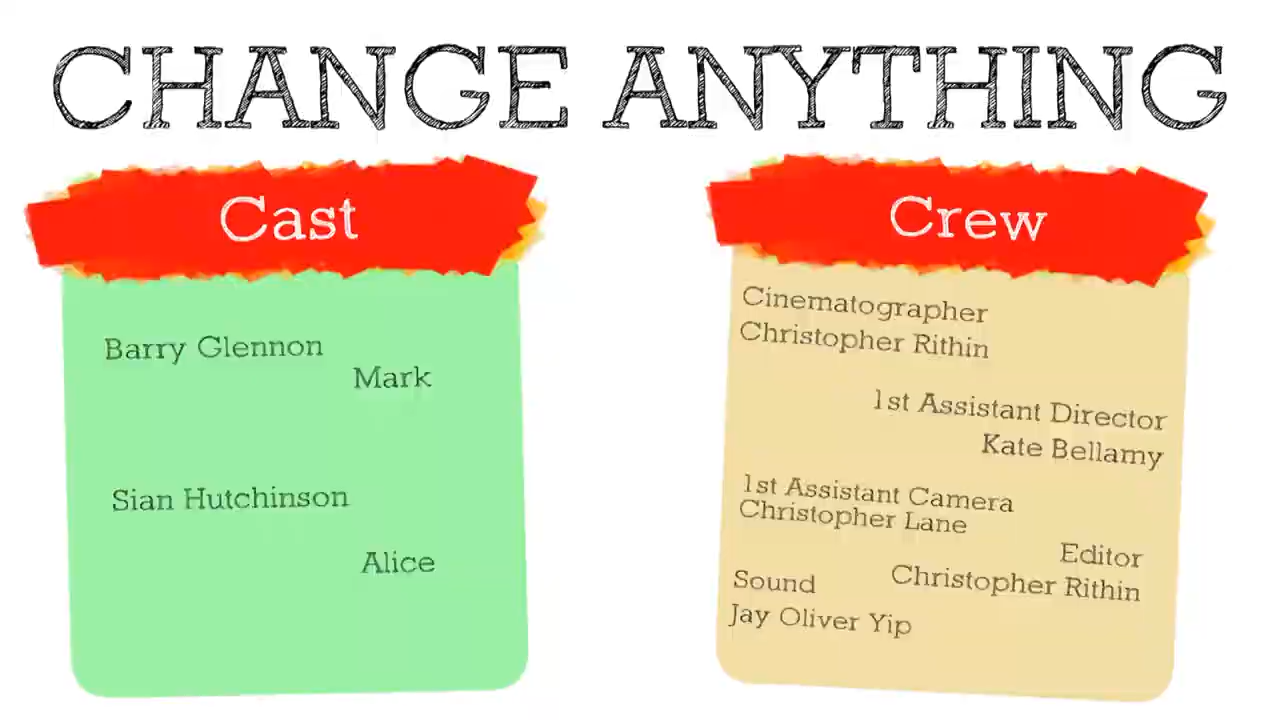 CHANGE ANYTHING
Cast
Barry Glennon
Mark
Sian Hutchinson
Alice
Crew
Cinematographer
Christopher Rithin
1st Assistant Director
Kate Bellamy
1st Assistant Camera
Christopher Lane
Editor
Christopher Rithin
Sound
Jay Oliver Yip